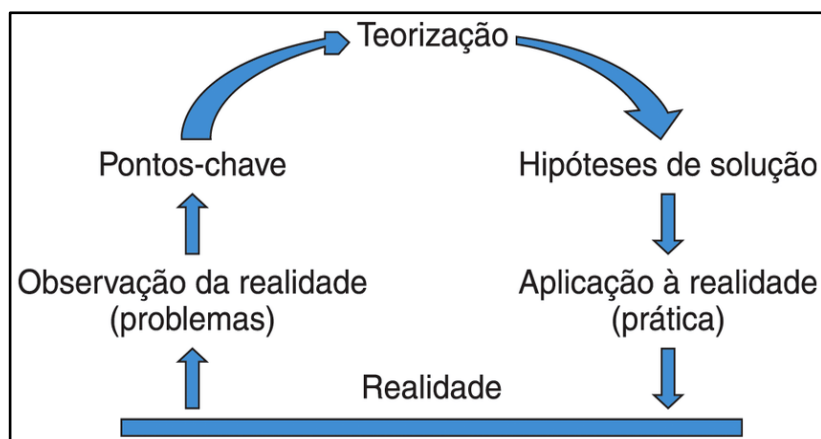 Teorização
Pontos-chave
Hipóteses de solução
Observação da realidade
(problemas)
Aplicação à realidade
(prática)
Realidade